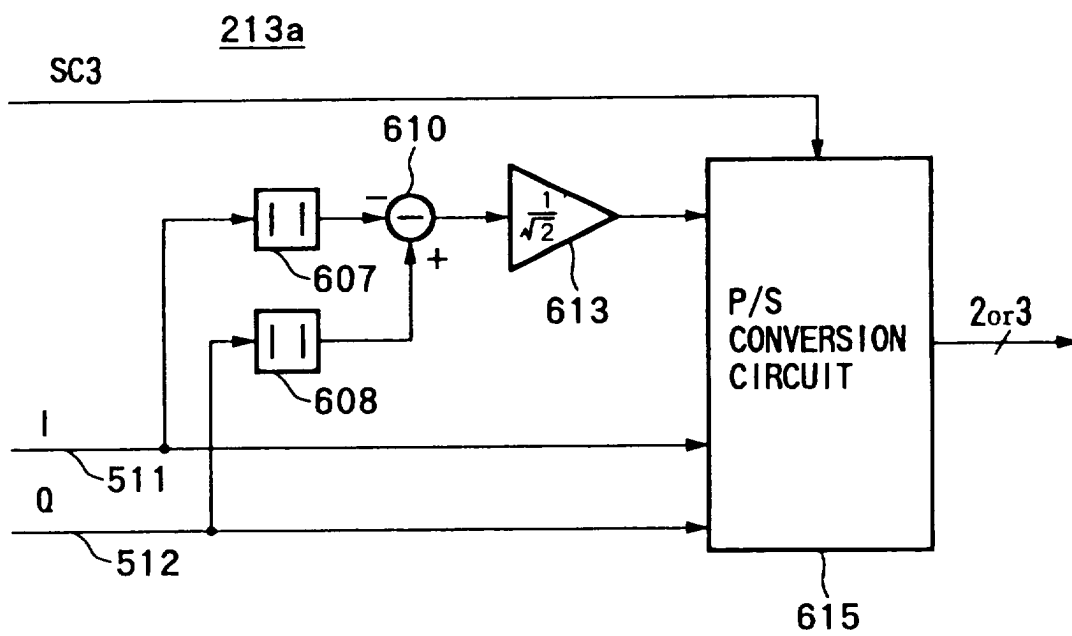 213a
SC3
610
| |
−
−
1
√2
607
+
613
P/S
CONVERSION
CIRCUIT
2or3
| |
608
I
511
Q
512
615